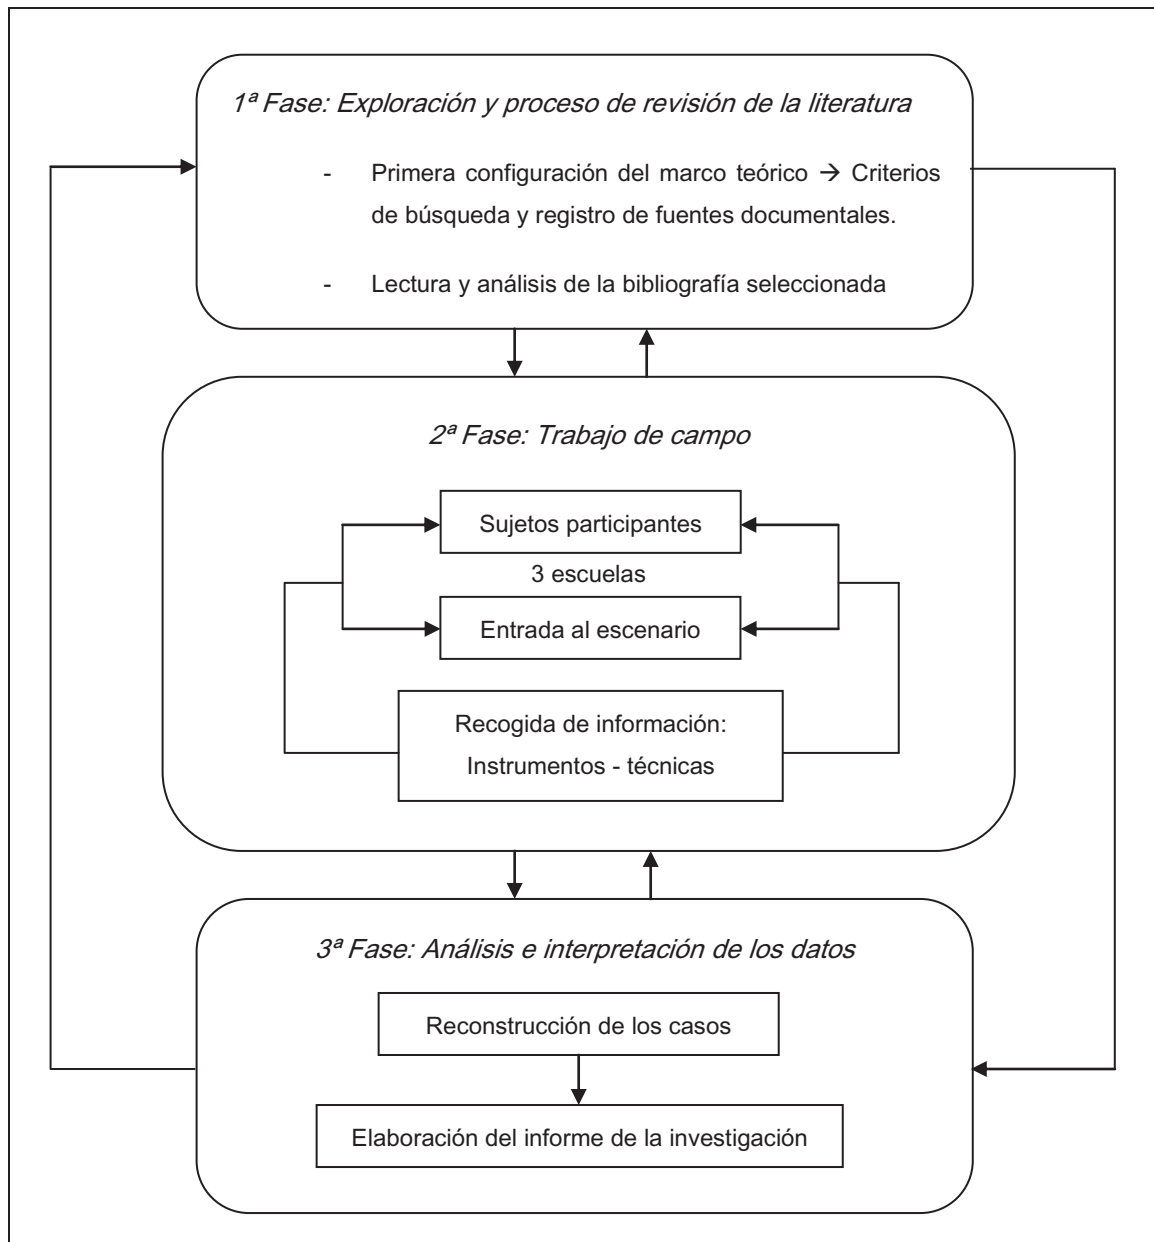 1ª Fase: Exploración y proceso de revisión de la literatura
- Primera configuración del marco teórico → Criterios
de búsqueda y registro de fuentes documentales.
- Lectura y análisis de la bibliografía seleccionada
2ª Fase: Trabajo de campo
Sujetos participantes
3 escuelas
Entrada al escenario
Recogida de información:
Instrumentos - técnicas
3ª Fase: Análisis e interpretación de los datos
Reconstrucción de los casos
Elaboración del informe de la investigación